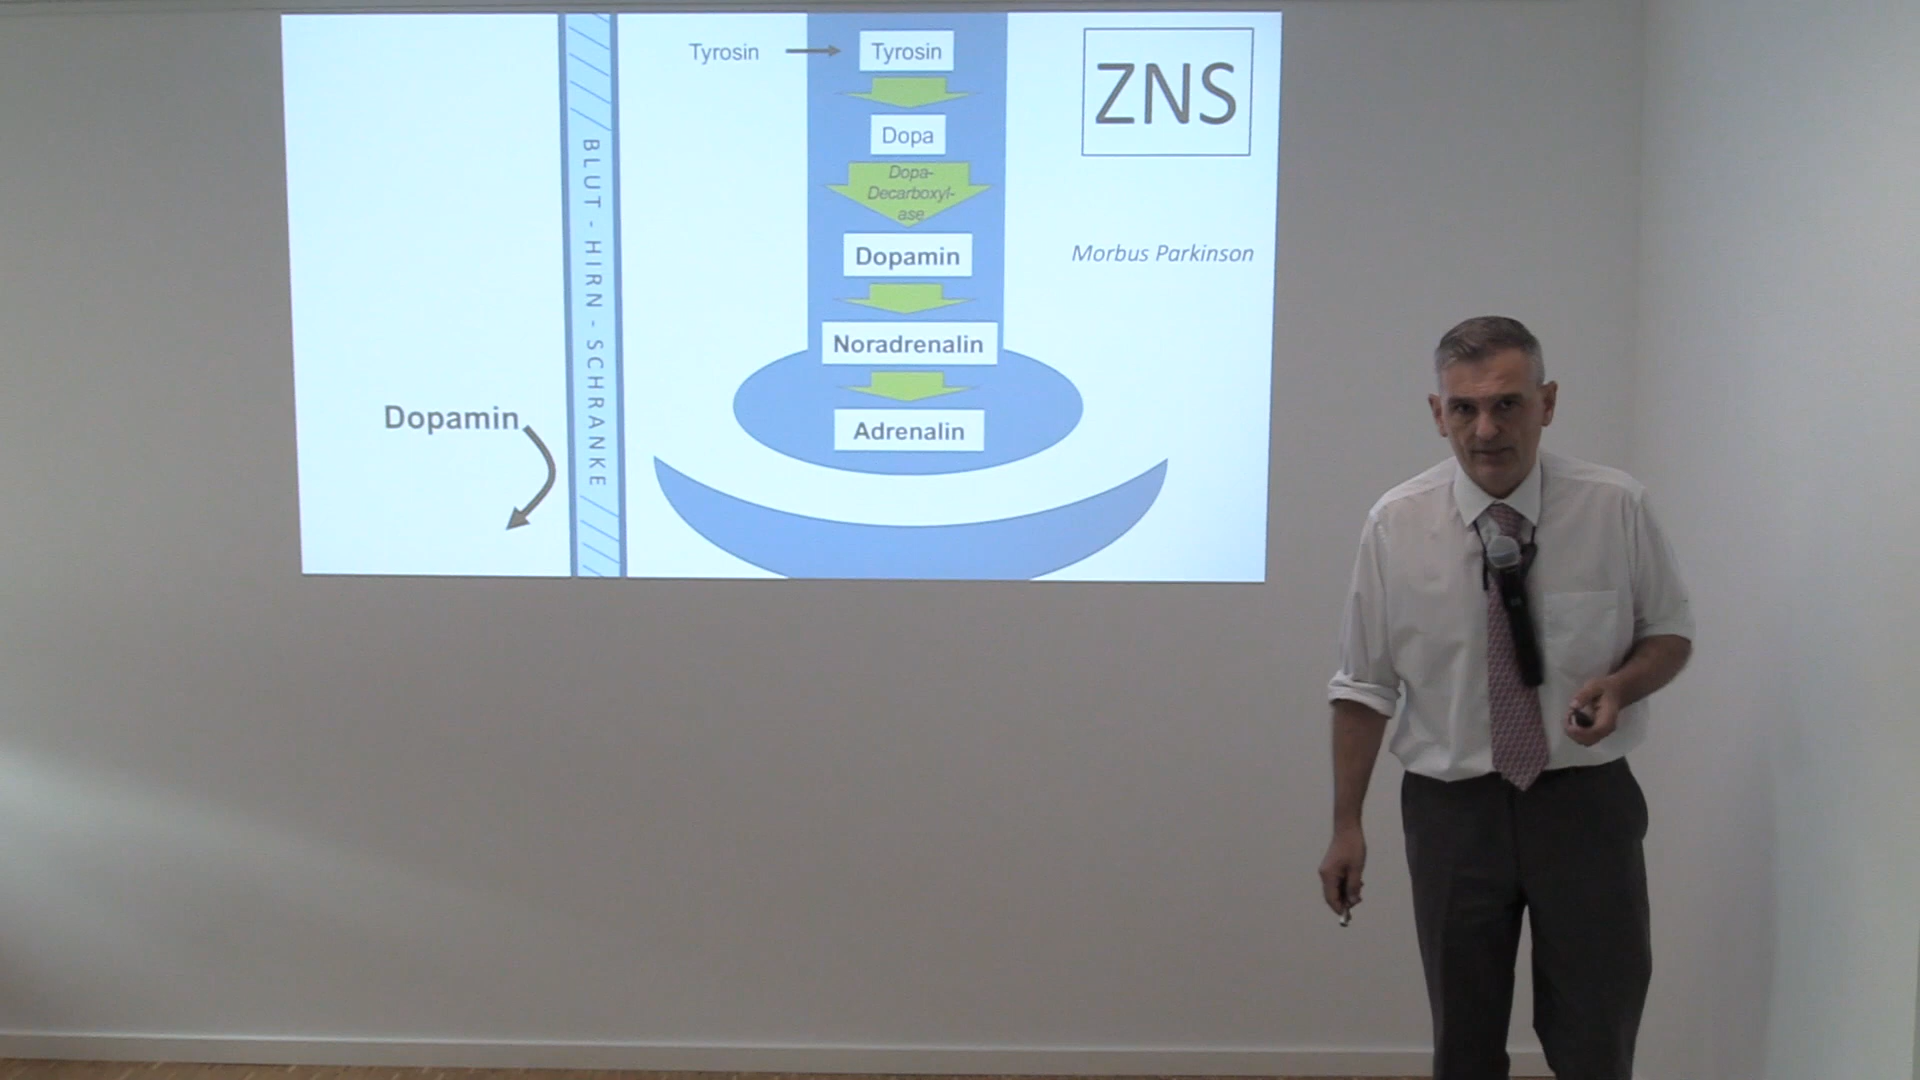 Tyrosin
Tyrosin
ZNS
Dopa
Dopa-
Decarboxyl-
ase
Dopamin
Morbus Parkinson
Noradrenalin
Adrenalin
Dopamin
BLUT - HIRN - SCHRANKE